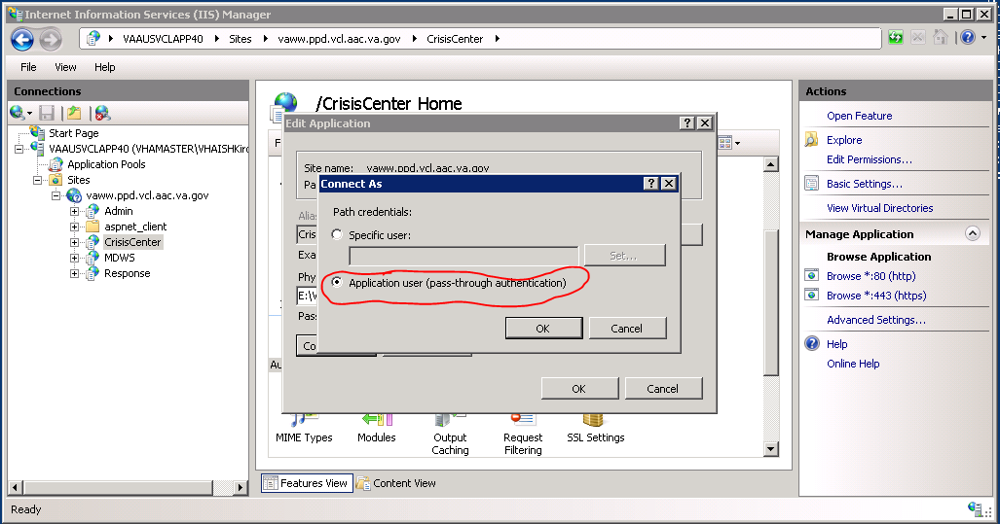 Internet Information Services (IIS) Manager
VAAUSVCLAPP40 Sites vaww.ppd.vcl.aac.va.gov CrisisCenter
File View Help
Connections
Start Page
VAAUSVCLAPP40 (VHAMASTER\VHAISHKir
Application Pools
Sites
vaww.ppd.vcl.aac.va.gov
Admin
aspnet_client
CrisisCenter
MDWS
Response
/CrisisCenter Home
F
Edit Application
?
Site name: vaww.ppd.vcl.aac.va.gov
Pa
Alias
Cris
Exa
Phy
E:\V
Pass
Co
Au
Connect As
?
Path credentials:
Specific user:
Set...
Application user (pass-through authentication)
OK Cancel
OK Cancel
MIME Types
Modules
Output Caching
Request Filtering
SSL Settings
Features View Content View
Actions
Open Feature
Explore
Edit Permissions...
Basic Settings...
View Virtual Directories
Manage Application
Browse Application
Browse *:80 (http)
Browse *:443 (https)
Advanced Settings...
Help
Online Help
Ready